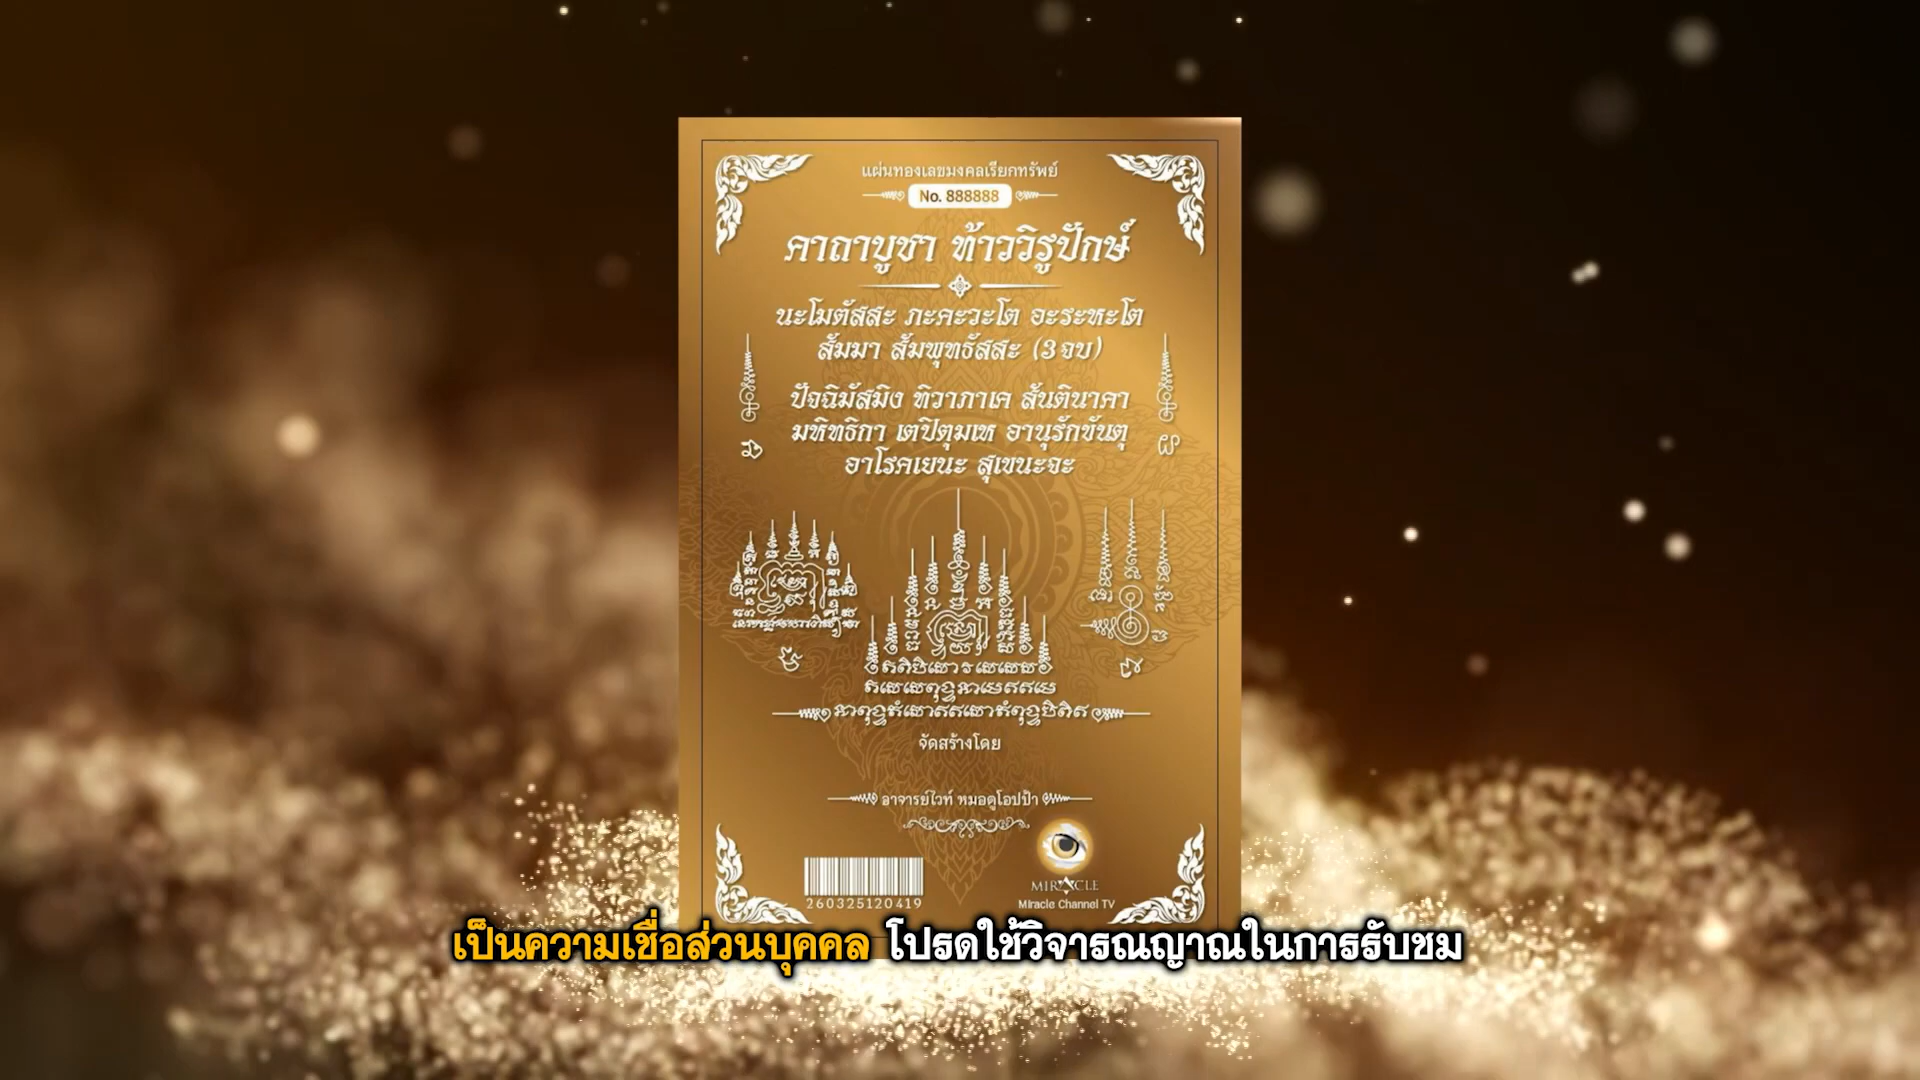 แผ่นทองเลขมงคลเรียกทรัพย์
No. 888888
คาถาบูชา ท้าววิรูปักษ์
นะโมตัสสะ ภะคะวะโต อะระหะโต
สัมมา สัมพุทธัสสะ (3จบ)
ปัจฉิมัสมิง ทิวาภาเค สันตินาคา
มหิทธิกา เตปิตุมเห อานุรักขันตุ
อาโรคเยนะ สุเขนะจะ
จัดสร้างโดย
อาจารย์ไวท์ หมอดูโอปป้า
260325120419
MIRACLE
Miracle Channel TV
เป็นความเชื่อส่วนบุคคล โปรดใช้วิจารณญาณในการรับชม